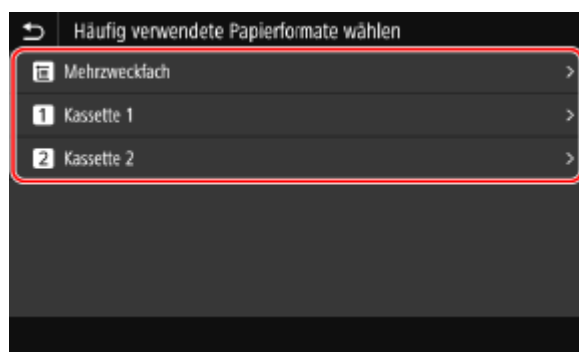 Häufig verwendete Papierformate wählen
Mehrzweckfach
1 Kassette 1
2 Kassette 2